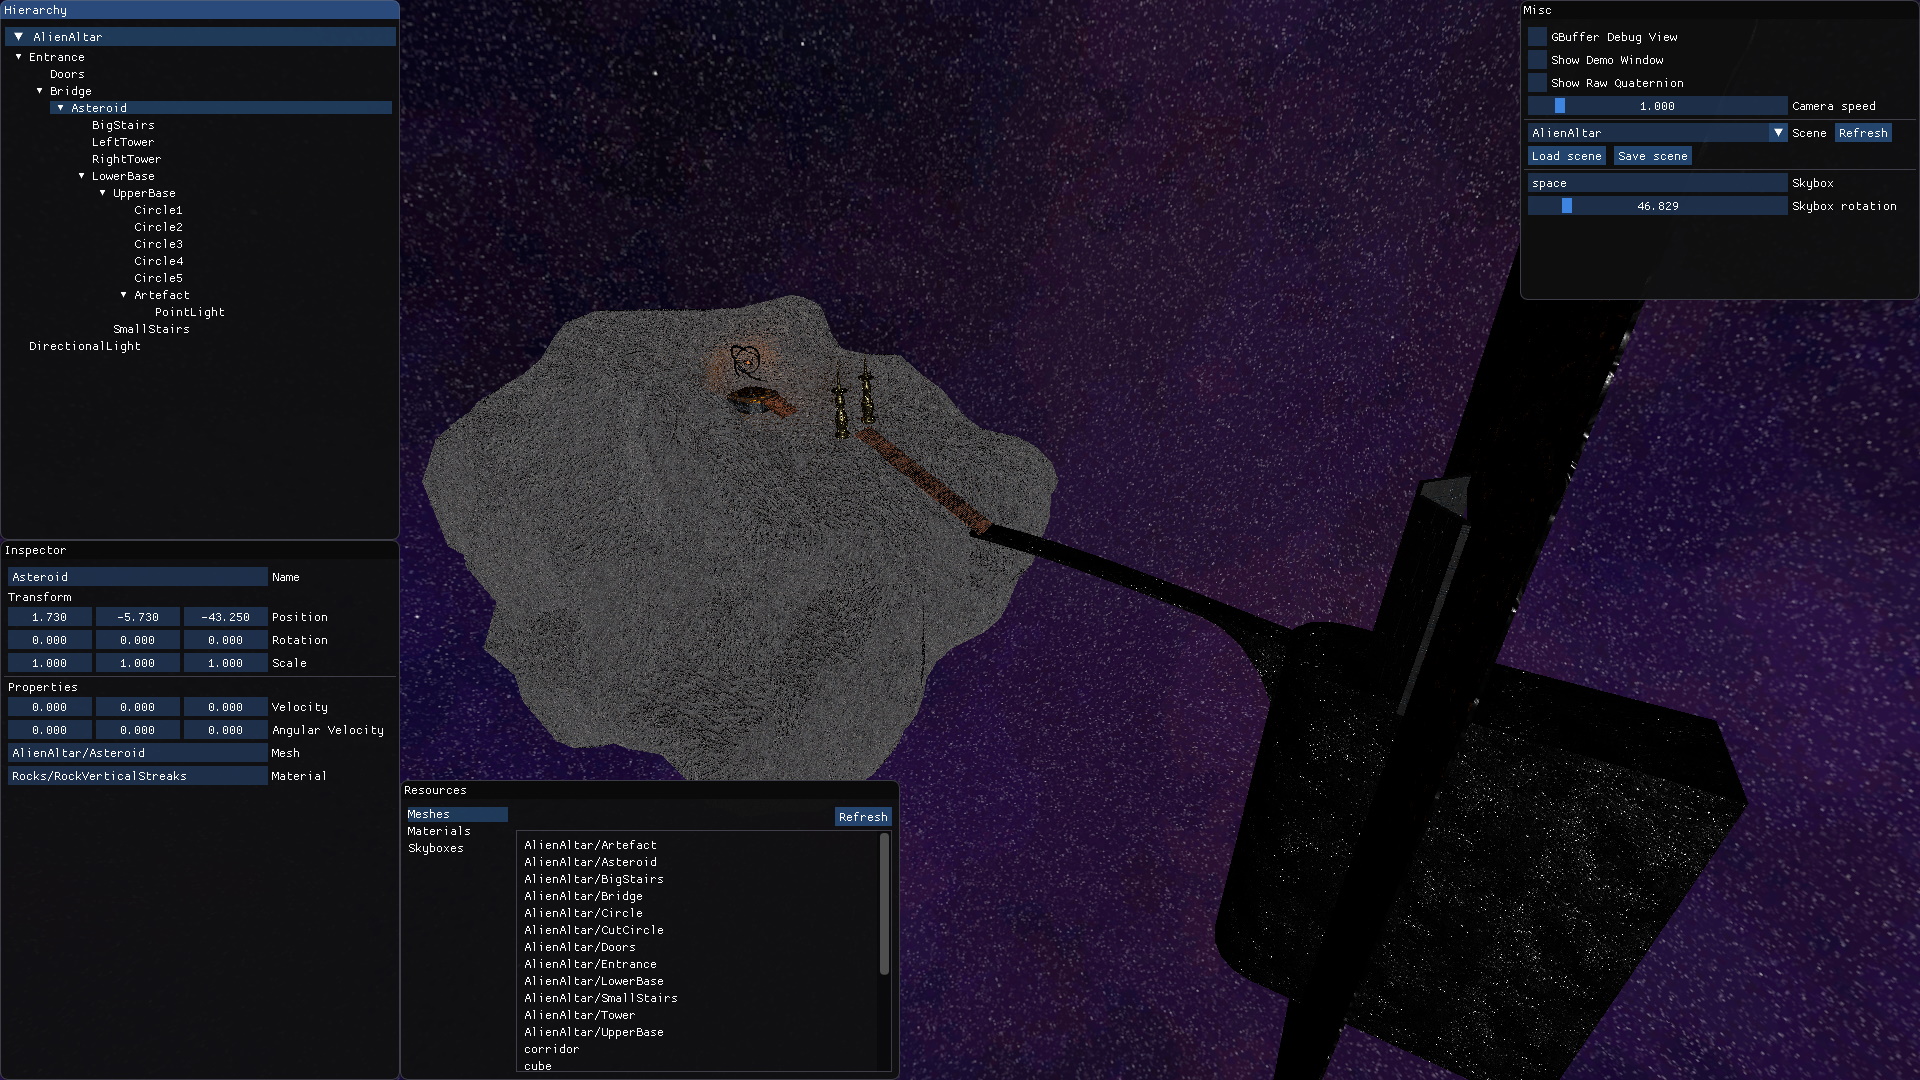 Hierarchy
AlienAltar
Entrance
Doors
Bridge
Asteroid
BigStairs
LeftTower
RightTower
LowerBase
UpperBase
Circle1
Circle2
Circle3
Circle4
Circle5
Artefact
PointLight
SmallStairs
DirectionalLight
Inspector
Asteroid Name
Transform
1.730 -5.730 -43.250 Position
0.000 0.000 0.000 Rotation
1.000 1.000 1.000 Scale
Properties
0.000 0.000 0.000 Velocity
0.000 0.000 0.000 Angular Velocity
AlienAltar/Asteroid Mesh
Rocks/RockVerticalStreaks Material
Resources
Meshes
Materials
Skyboxes
Refresh
AlienAltar/Artefact
AlienAltar/Asteroid
AlienAltar/BigStairs
AlienAltar/Bridge
AlienAltar/Circle
AlienAltar/CutCircle
AlienAltar/Doors
AlienAltar/Entrance
AlienAltar/LowerBase
AlienAltar/SmallStairs
AlienAltar/Tower
AlienAltar/UpperBase
corridor
cube
Misc
GBuffer Debug View
Show Demo Window
Show Raw Quaternion
1.000 Camera speed
AlienAltar Scene Refresh
Load scene Save scene
space Skybox
46.829 Skybox rotation